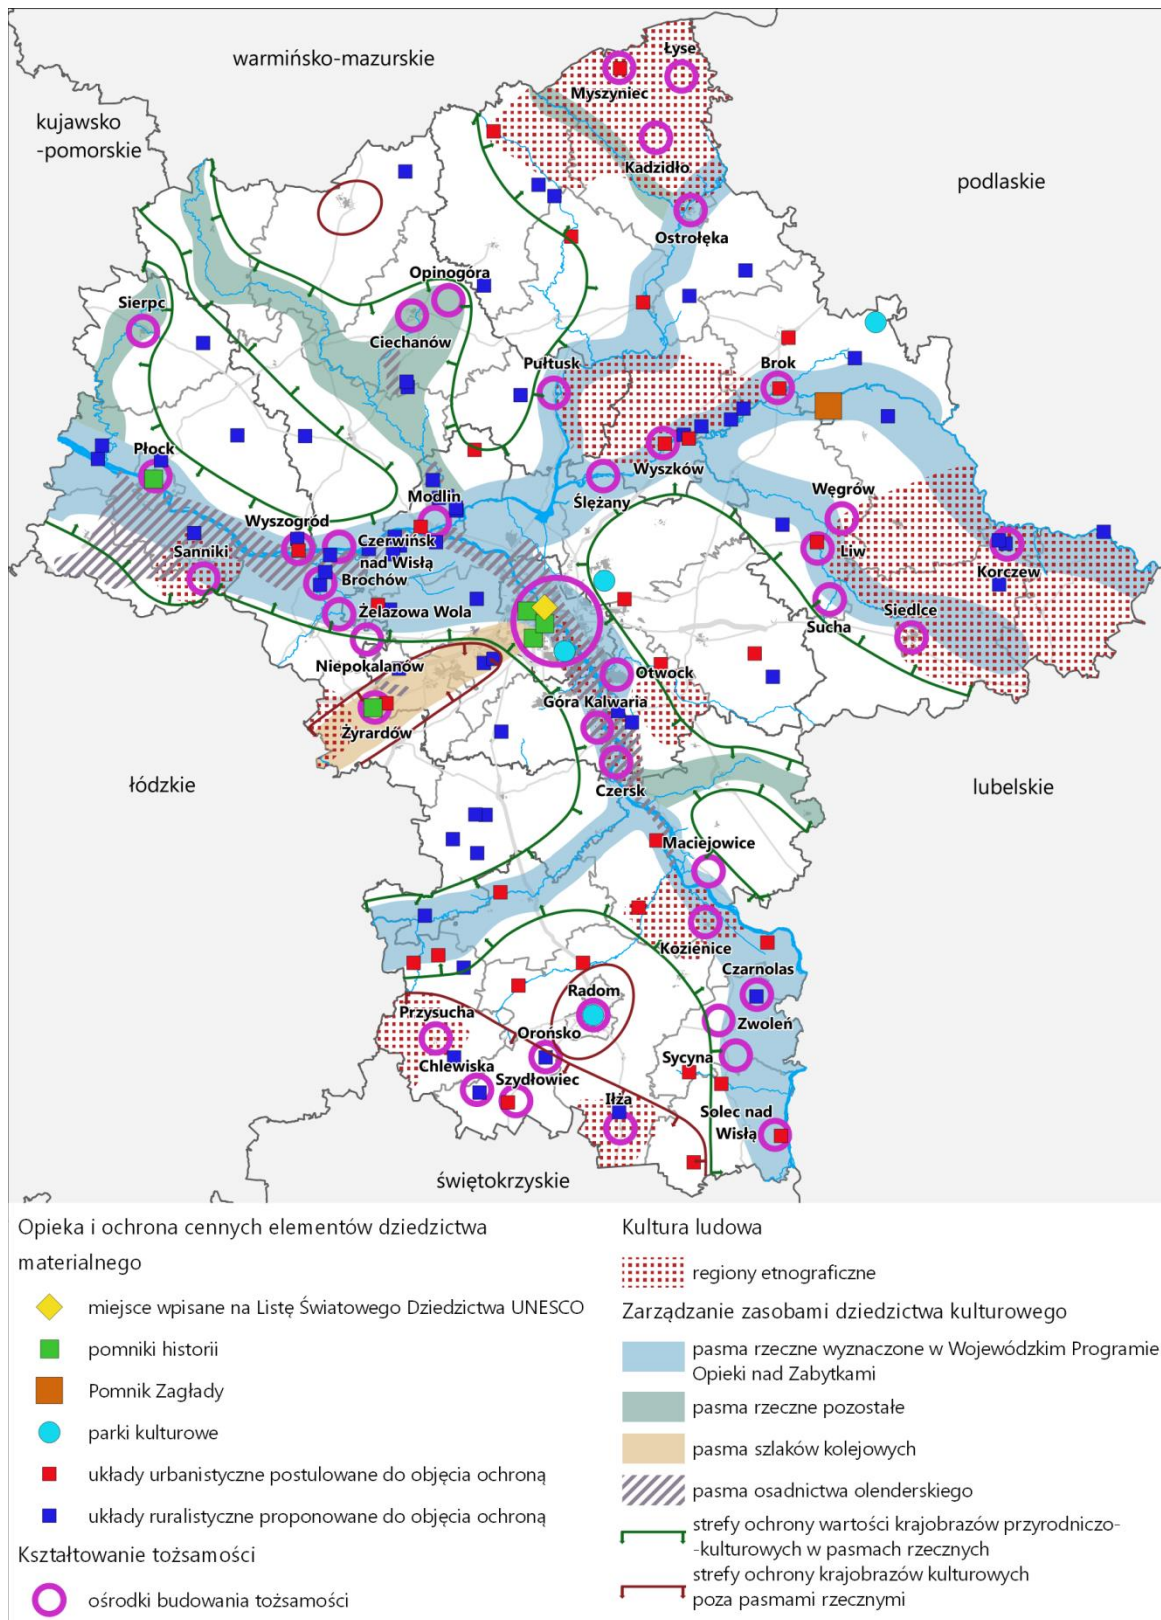 warmińsko-mazurskie
kujawsko
-pomorskie
podlaskie
Łyse
Myszyniec
Kadzidło
Ostrołęka
Opinogóra
Sierpc
Ciechanów
Pułtusk
Brok
Płock
Wyszków
Modlin
Ślężany
Węgrów
Wyszogród
Czerwińsk
nad Wisłą
Sanniki
Liw
Brochów
Korczew
Żelazowa Wola
Siedlce
Sucha
Niepokalanów
Otwock
Góra Kalwaria
Żyrardów
łódzkie
Czersk
lubelskie
Maciejowice
Kozienice
Czarnolas
Radom
Przysucha
Zwoleń
Orońsko
Sycyna
Chlewiska
Szydłowiec
Iłża
Solec nad
Wisłą
świętokrzyskie
Opieka i ochrona cennych elementów dziedzictwa
materialnego
miejsce wpisane na Listę Światowego Dziedzictwa UNESCO
pomniki historii
Pomnik Zagłady
parki kulturowe
układy urbanistyczne postulowane do objęcia ochroną
układy ruralistyczne proponowane do objęcia ochroną
Kształtowanie tożsamości
ośrodki budowania tożsamości
Kultura ludowa
regiony etnograficzne
Zarządzanie zasobami dziedzictwa kulturowego
pasma rzeczne wyznaczone w Wojewódzkim Programie
Opieki nad Zabytkami
pasma rzeczne pozostałe
pasma szlaków kolejowych
pasma osadnictwa olenderskiego
strefy ochrony wartości krajobrazów przyrodniczo-
-kulturowych w pasmach rzecznych
strefy ochrony krajobrazów kulturowych
poza pasmami rzecznymi